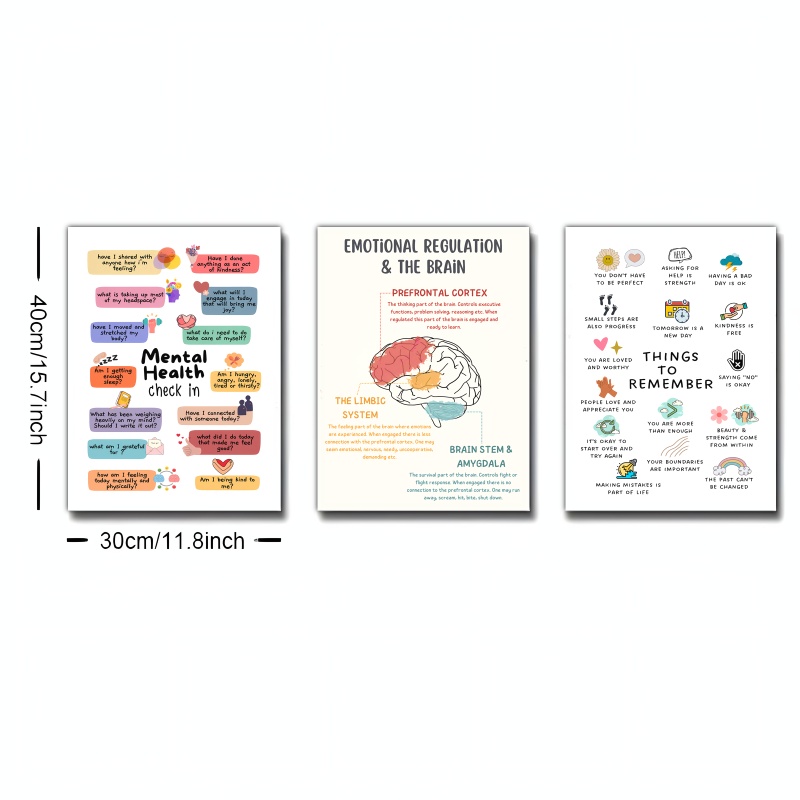 40cm/15.7inch
30cm/11.8inch
have I shared with
anyone how i'm
feeling?
Have I done
anything as an act
of kindness?
what is taking up most
of my headspace?
what will I
engage in today
that will bring me
joy?
have I moved and
stretched my
body?
what do i need to do
take care of myself?
zzzz
Am I getting
enough
sleep?
Mental
Health
check in
Am I hungry,
angry, lonely,
tired or thirsty?
What has been weighing
heavily on my mind?
Should I write it out?
Have I connected
with someone today?
what am I grateful
for ?
what did I do today
that made me feel
good?
how am I feeling
today mentally and
physically?
Am I being kind to
me?
EMOTIONAL REGULATION
& THE BRAIN
PREFRONTAL CORTEX
The thinking part of the brain. Controls executive
functions, problem solving, reasoning etc. When
regulated this part of the brain is engaged and
ready to learn.
THE LIMBIC
SYSTEM
The feeling part of the brain where emotions
are experienced. When engaged there is less
connection with the prefrontal cortex. One may
seem emotional, nervous, needy, uncooperative,
demanding etc.
BRAIN STEM &
AMYGDALA
The survival part of the brain. Controls fight or
flight response. When engaged there is no
connection to the prefrontal cortex. One may run
away, scream, hit, bite, shut down.
YOU DON'T HAVE
TO BE PERFECT
HELP!
ASKING FOR
HELP IS
STRENGTH
HAVING A BAD
DAY IS OK
SMALL STEPS ARE
ALSO PROGRESS
TOMORROW IS A
NEW DAY
KINDNESS IS
FREE
YOU ARE LOVED
AND WORTHY
THINGS
TO
REMEMBER
SAYING "NO"
IS OKAY
PEOPLE LOVE AND
APPRECIATE YOU
IT'S OKAY TO
START OVER AND
TRY AGAIN
YOU ARE MORE
THAN ENOUGH
BEAUTY &
STRENGTH COME
FROM WITHIN
YOUR BOUNDARIES
ARE IMPORTANT
MAKING MISTAKES IS
PART OF LIFE
THE PAST CAN'T
BE CHANGED